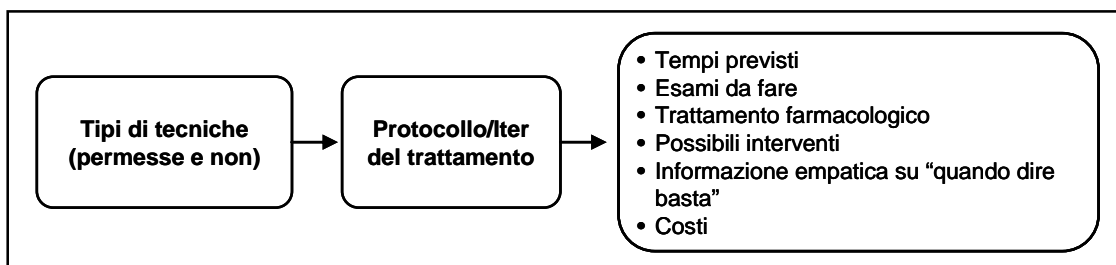 Tipi di tecniche
(permesse e non)
Protocollo/Iter
del trattamento
• Tempi previsti
• Esami da fare
• Trattamento farmacologico
• Possibili interventi
• Informazione empatica su “quando dire
basta”
• Costi